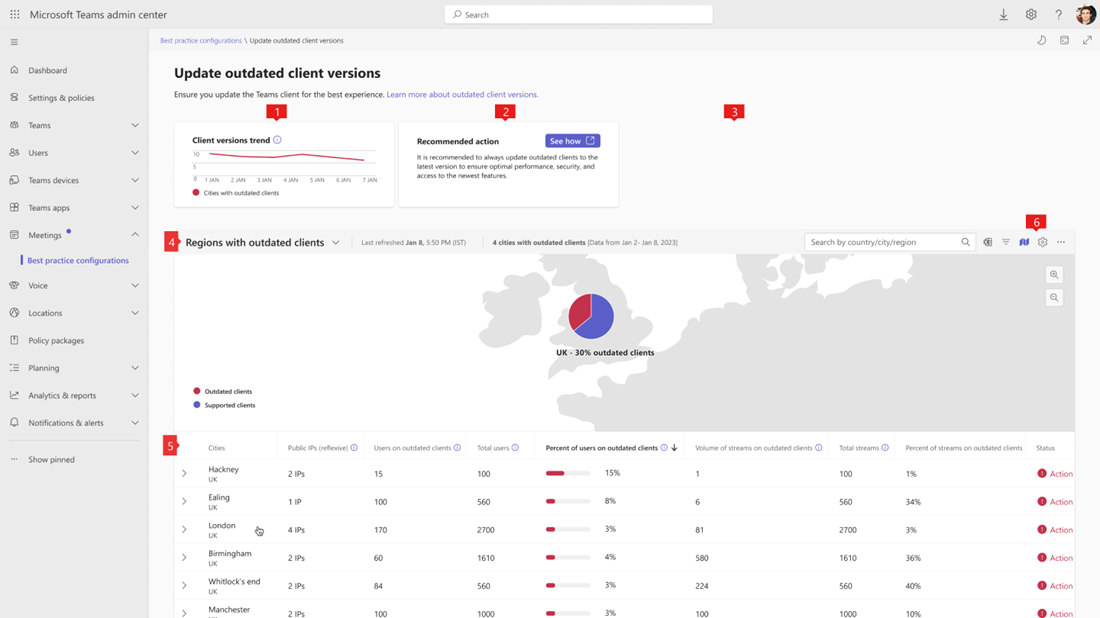 Microsoft Teams admin center
Search
Best practice configurations \ Update outdated client versions
Dashboard
Settings & policies
Teams
Users
Teams devices
Teams apps
Meetings
Best practice configurations
Voice
Locations
Policy packages
Planning
Analytics & reports
Notifications & alerts
Show pinned
Update outdated client versions
Ensure you update the Teams client for the best experience. Learn more about outdated client versions.
1
2
3
Client versions trend
10
5
0
1 JAN 2 JAN 3 JAN 4 JAN 5 JAN 6 JAN 7 JAN
Cities with outdated clients
Recommended action
See how
It is recommended to always update outdated clients to the
latest version to ensure optimal performance, security, and
access to the newest features.
6
4
Regions with outdated clients
Last refreshed Jan 8, 5:50 PM (IST)
4 cities with outdated clients [Data from Jan 2- Jan 8, 2023]
Search by country/city/region
UK - 30% outdated clients
Outdated clients
Supported clients
5
Cities Public IPs (reflexive) Users on outdated clients Total users Percent of users on outdated clients Volume of streams on outdated clients Total streams Percent of streams on outdated clients Status
Hackney
UK
2 IPs 15 100 15% 1 100 1% Action
Ealing
UK
1 IP 100 560 8% 6 560 34% Action
London
UK
4 IPs 170 2700 3% 81 2700 3% Action
Birmingham
UK
2 IPs 60 1610 4% 580 1610 36% Action
Whitlock's end
UK
2 IPs 84 560 3% 224 560 40% Action
Manchester
2 IPs 100 1000 3% 100 1000 10% Action